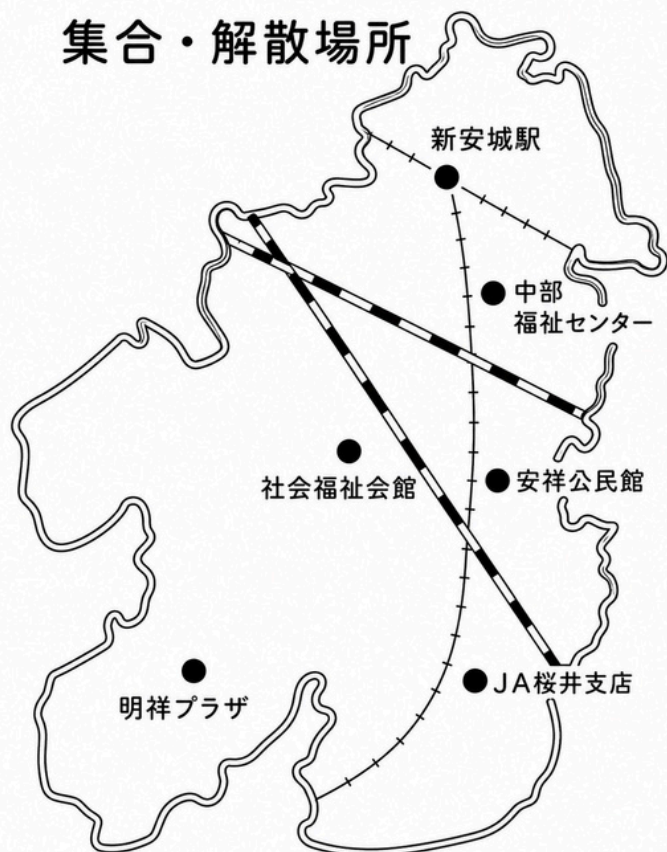 集合・解散場所
新安城駅
中部
福祉センター
社会福祉会館
安祥公民館
明祥プラザ
JA桜井支店